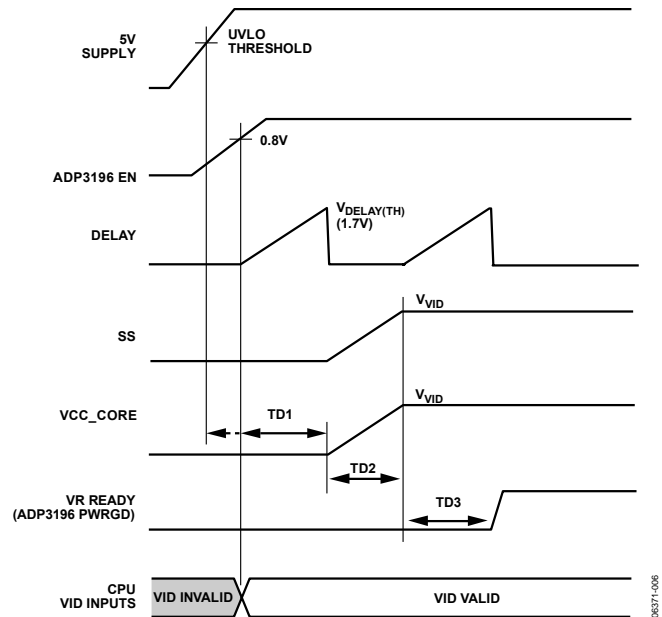 5V
SUPPLY
UVLO
THRESHOLD
0.8V
ADP3196 EN
DELAY
VDELAY(TH)
(1.7V)
VVID
SS
VVID
VCC_CORE
TD1
TD2
VR READY
(ADP3196 PWRGD)
TD3
CPU
VID INPUTS
VID INVALID
VID VALID
06371-006